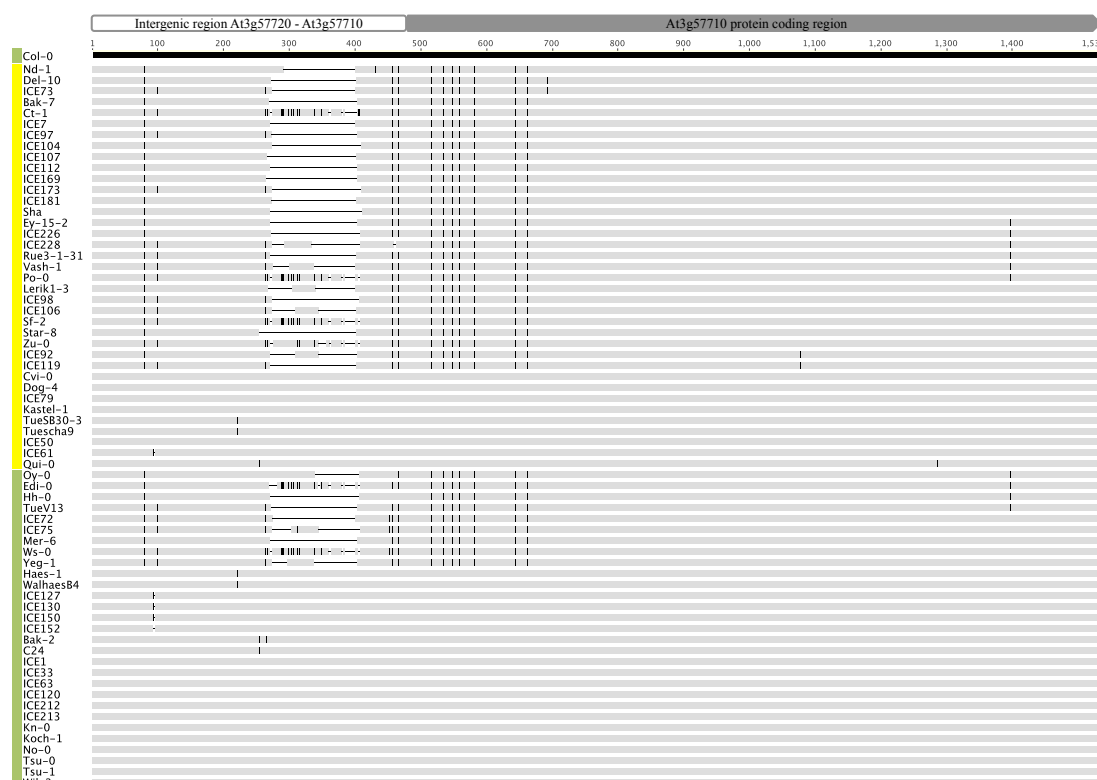 Intergenic region At3g57720 - At3g57710 At3g57710 protein coding region
1 100 200 300 400 500 600 700 800 900 1,000 1,100 1,200 1,300 1,400 1,53
Col-0
Nd-1
Del-10
ICE73
Bak-7
Ct-1
ICE7
ICE97
ICE104
ICE107
ICE112
ICE169
ICE173
ICE181
Sha
Ey-15-2
ICE226
ICE228
Rue3-1-31
Vash-1
Po-0
Lerik1-3
ICE98
ICE106
Sf-2
Star-8
Zu-0
ICE92
ICE119
Cvi-0
Dog-4
ICE79
Kastel-1
TueSB30-3
Tuescha9
ICE50
ICE61
Qui-0
Oy-0
Edi-0
Hh-0
TueV13
ICE72
ICE75
Mer-6
Ws-0
Yeg-1
Haes-1
WalhaesB4
ICE127
ICE130
ICE150
ICE152
Bak-2
C24
ICE1
ICE33
ICE63
ICE120
ICE212
ICE213
Kn-0
Koch-1
No-0
Tsu-0
Tsu-1